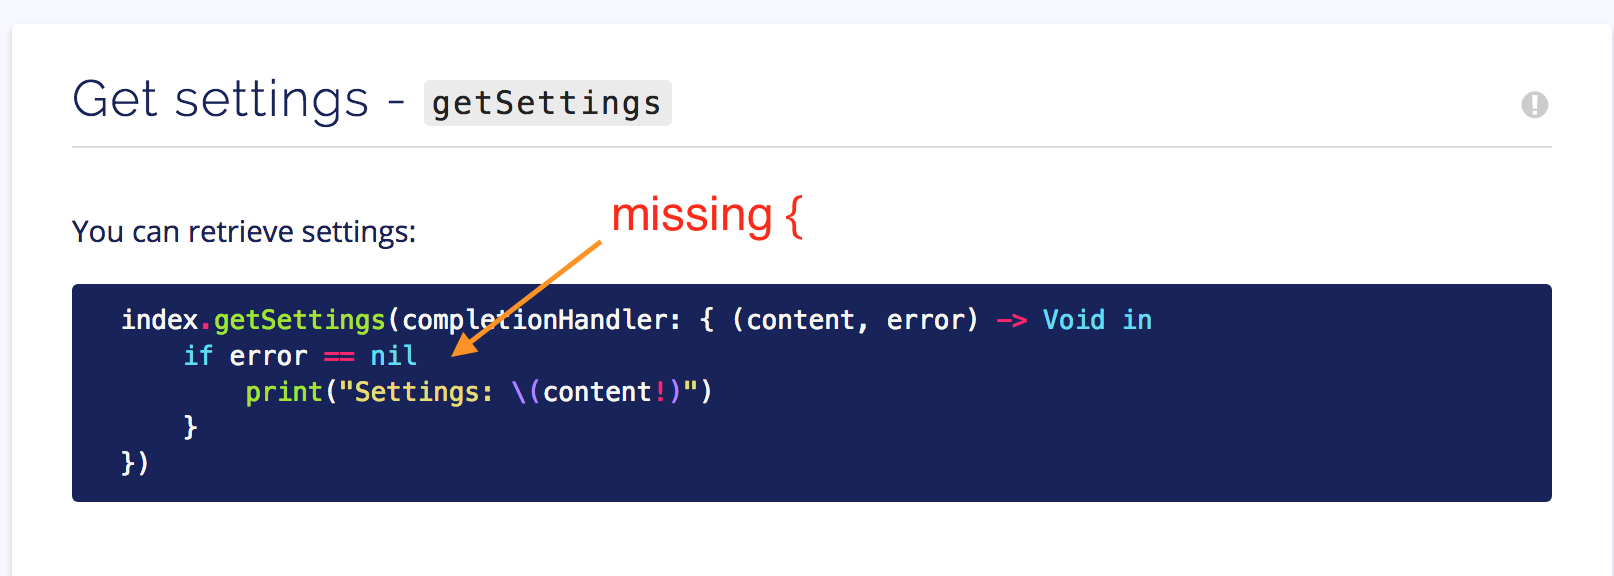 Get settings - getSettings
missing {
You can retrieve settings:
index.getSettings(completionHandler: { (content, error) -> Void in
    if error == nil
        print("Settings: \(content!)")
    }
})